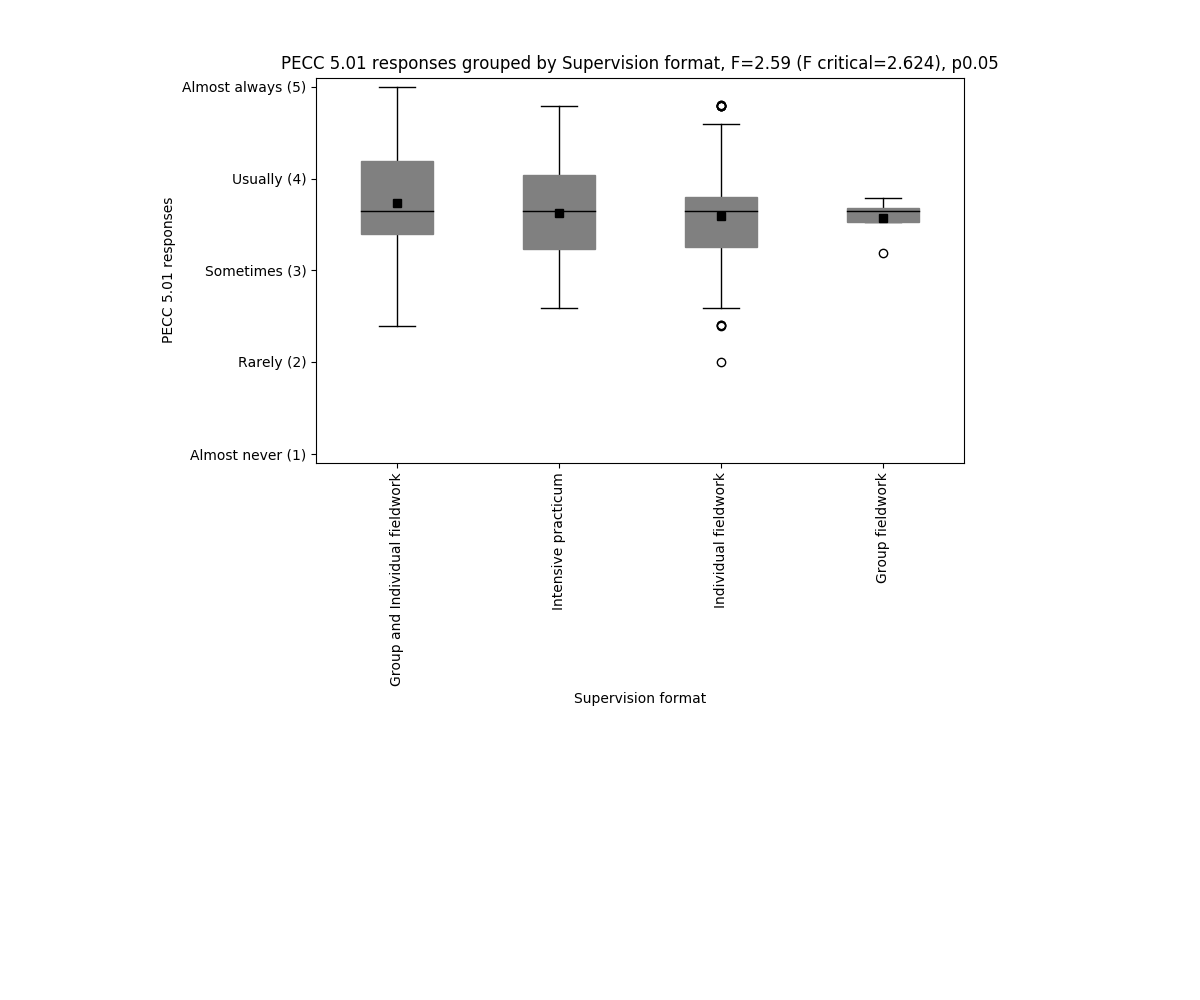 PECC 5.01 responses grouped by Supervision format, F=2.59 (F critical=2.624), p0.05
Almost always (5)
Usually (4)
Sometimes (3)
Rarely (2)
Almost never (1)
PECC 5.01 responses
Group and Individual fieldwork
Intensive practicum
Individual fieldwork
Group fieldwork
Supervision format